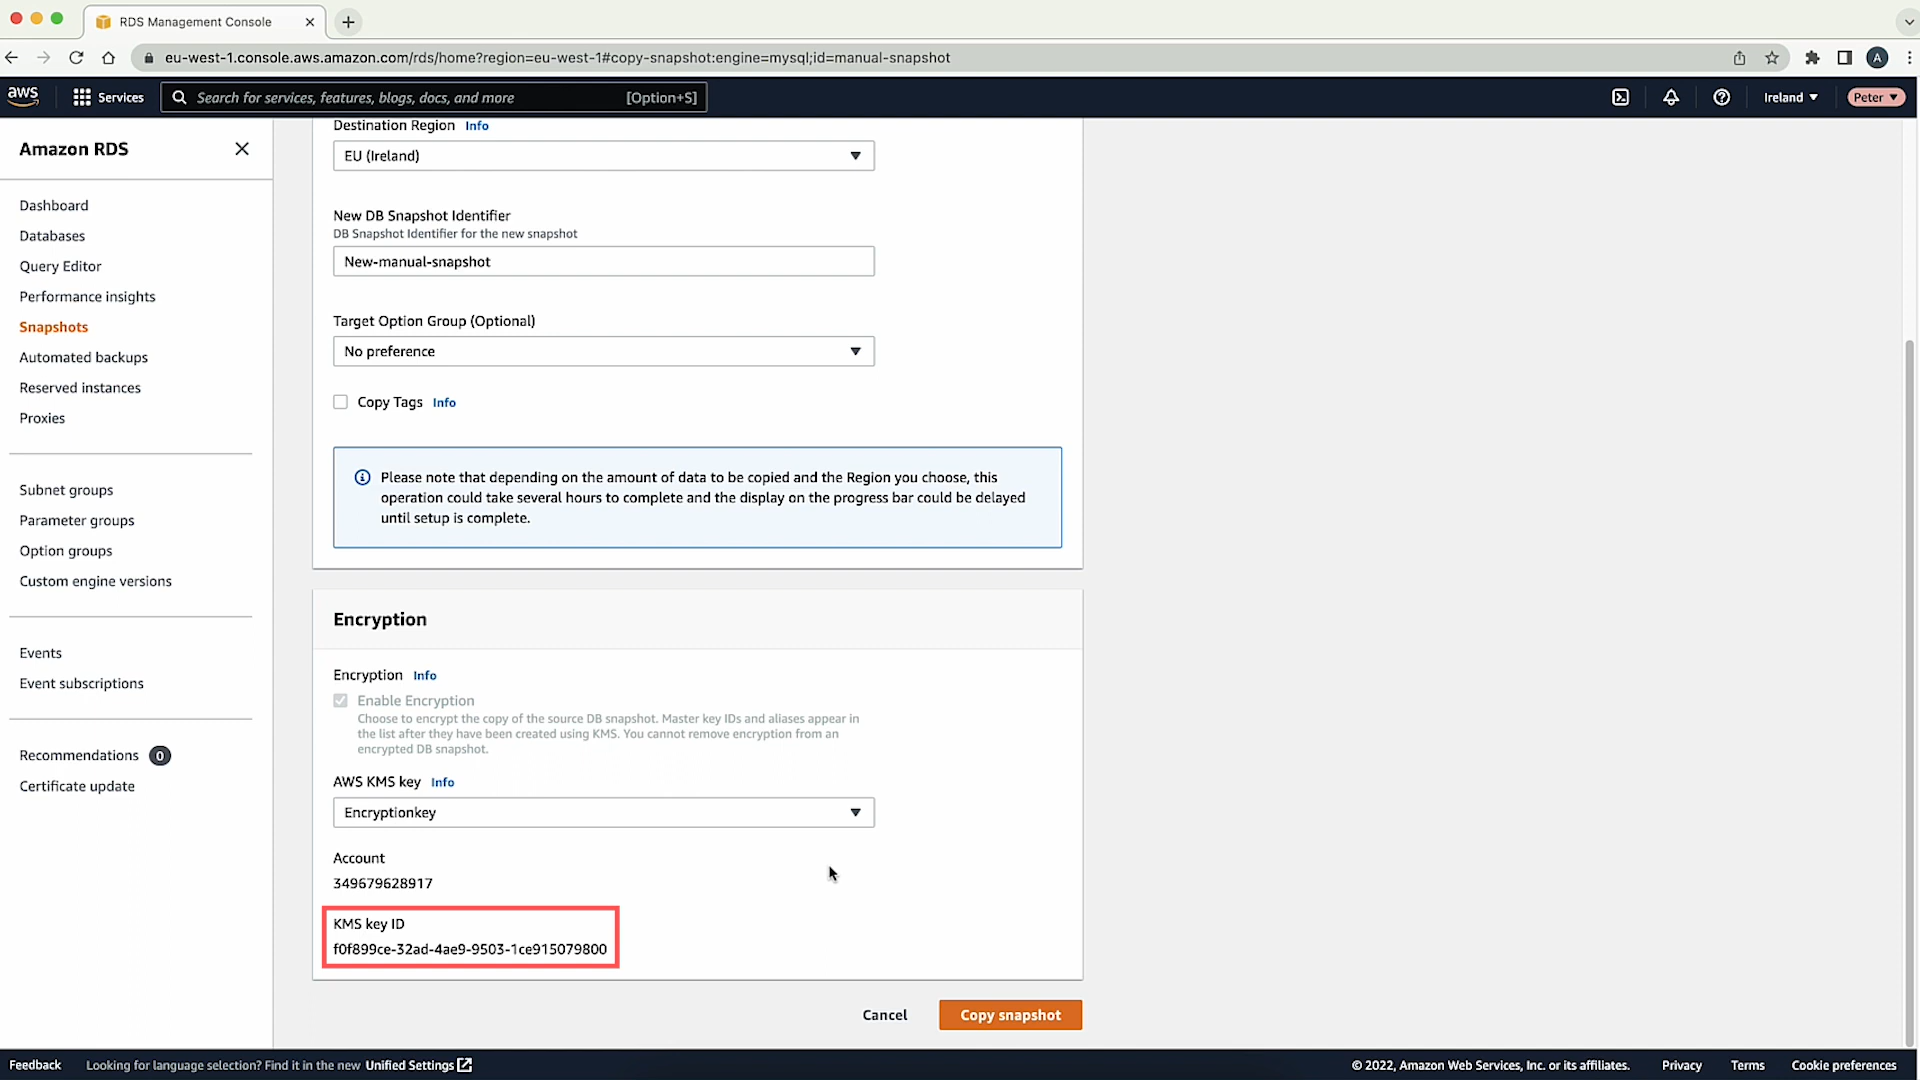 RDS Management Console
eu-west-1.console.aws.amazon.com/rds/home?region=eu-west-1#copy-snapshot:engine=mysql;id=manual-snapshot
A
aws
Services
Search for services, features, blogs, docs, and more
[Option+S]
Ireland
Peter
Amazon RDS
Dashboard
Databases
Query Editor
Performance insights
Snapshots
Automated backups
Reserved instances
Proxies
Subnet groups
Parameter groups
Option groups
Custom engine versions
Events
Event subscriptions
Recommendations 0
Certificate update
Destination Region Info
EU (Ireland)
New DB Snapshot Identifier
DB Snapshot Identifier for the new snapshot
New-manual-snapshot
Target Option Group (Optional)
No preference
Copy Tags Info
Please note that depending on the amount of data to be copied and the Region you choose, this
operation could take several hours to complete and the display on the progress bar could be delayed
until setup is complete.
Encryption
Encryption Info
Enable Encryption
Choose to encrypt the copy of the source DB snapshot. Master key IDs and aliases appear in
the list after they have been created using KMS. You cannot remove encryption from an
encrypted DB snapshot.
AWS KMS key Info
Encryptionkey
Account
349679628917
KMS key ID
f0f899ce-32ad-4ae9-9503-1ce915079800
Cancel
Copy snapshot
Feedback
Looking for language selection? Find it in the new Unified Settings
© 2022, Amazon Web Services, Inc. or its affiliates.
Privacy
Terms
Cookie preferences